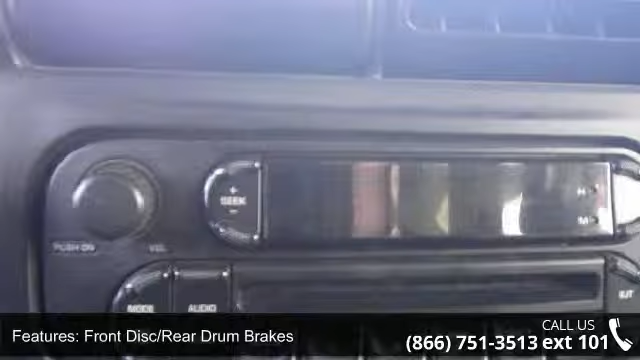 +
SEEK
-
H
M
PUSH ON
VOL
MODE
AUDIO
EJT
Features: Front Disc/Rear Drum Brakes
CALL US
(866) 751-3513 ext 101